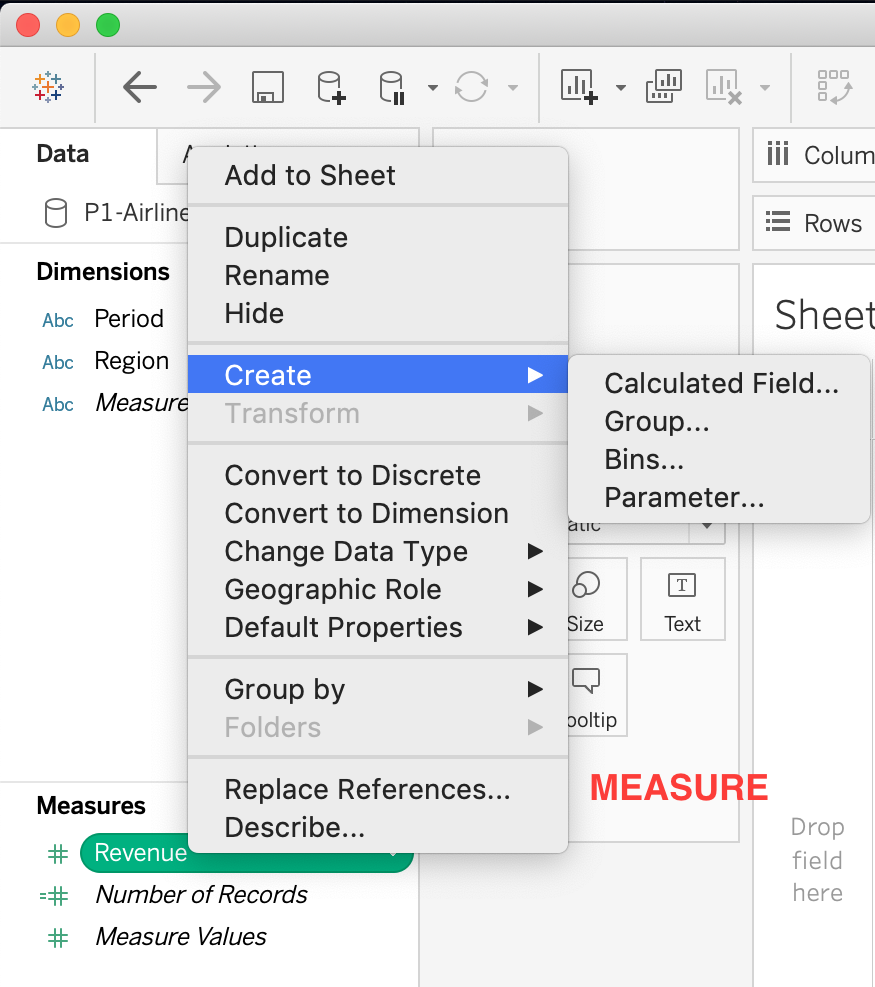 Data
P1-Airline
Dimensions
Abc Period
Abc Region
Abc Measure
Add to Sheet
Duplicate
Rename
Hide
Create
Transform
Convert to Discrete
Convert to Dimension
Change Data Type
Geographic Role
Default Properties
Group by
Folders
Replace References...
Describe...
Calculated Field...
Group...
Bins...
Parameter...
Colum
Rows
Sheet
atic
Size
T
Text
ooltip
MEASURE
Drop
field
here
Measures
Revenue
Number of Records
Measure Values